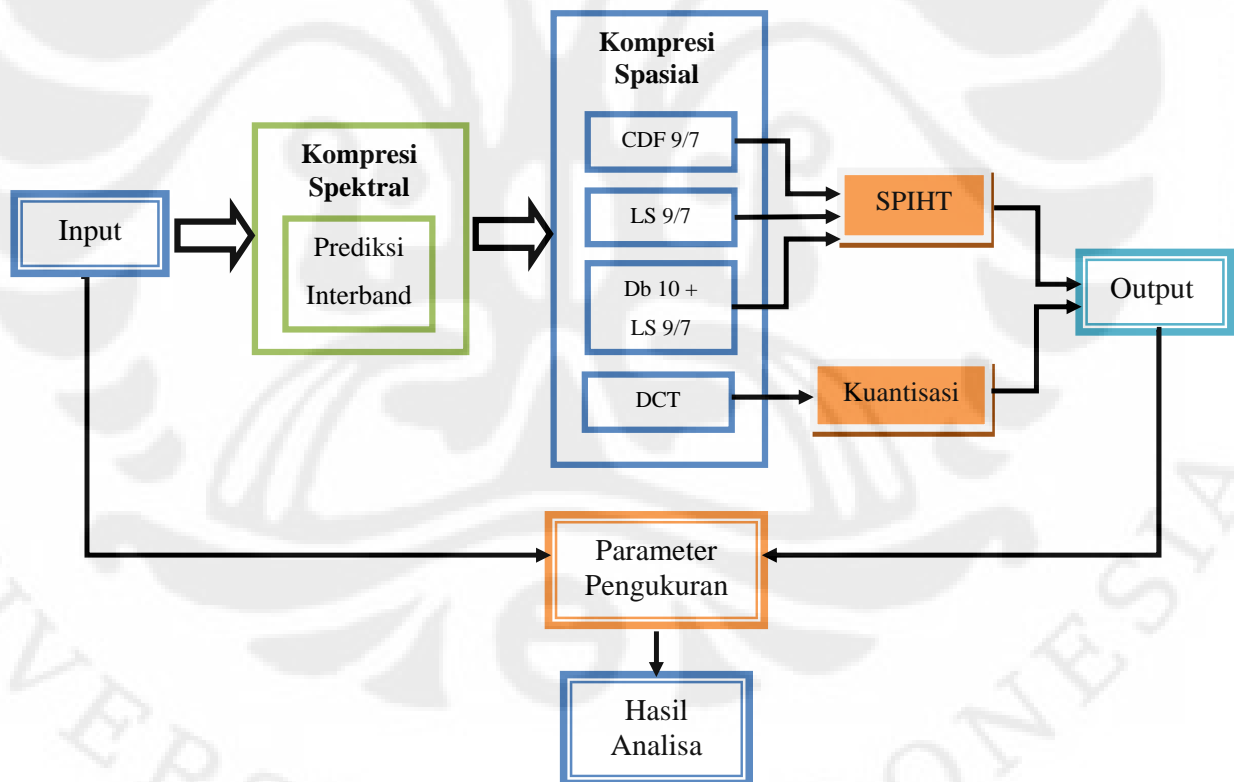 Kompresi
Spasial
Kompresi
Spektral
Input
Prediksi
Interband
CDF 9/7
LS 9/7
Db 10 +
LS 9/7
DCT
SPIHT
Kuantisasi
Output
Parameter
Pengukuran
Hasil
Analisa